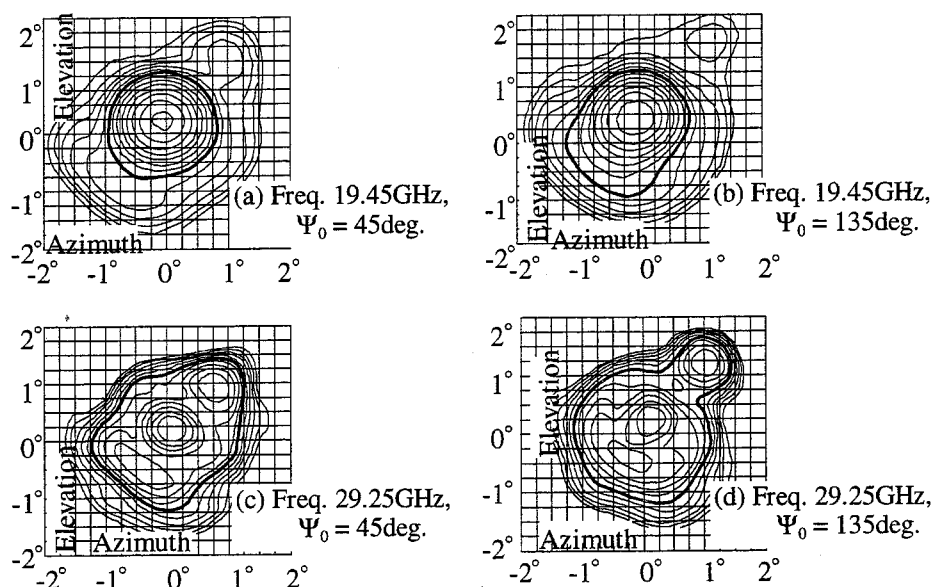 2°
1°
0°
-1°
-2°
Elevation
Azimuth
-2° -1° 0° 1° 2°
(a) Freq. 19.45GHz,
Ψ₀ = 45deg.
2°
1°
0°
-1°
-2°
Elevation
Azimuth
-2° -1° 0° 1° 2°
(b) Freq. 19.45GHz,
Ψ₀ = 135deg.
2°
1°
0°
-1°
-2°
Elevation
Azimuth
-2° -1° 0° 1° 2°
(c) Freq. 29.25GHz,
Ψ₀ = 45deg.
2°
1°
0°
-1°
-2°
Elevation
Azimuth
-2° -1° 0° 1° 2°
(d) Freq. 29.25GHz,
Ψ₀ = 135deg.